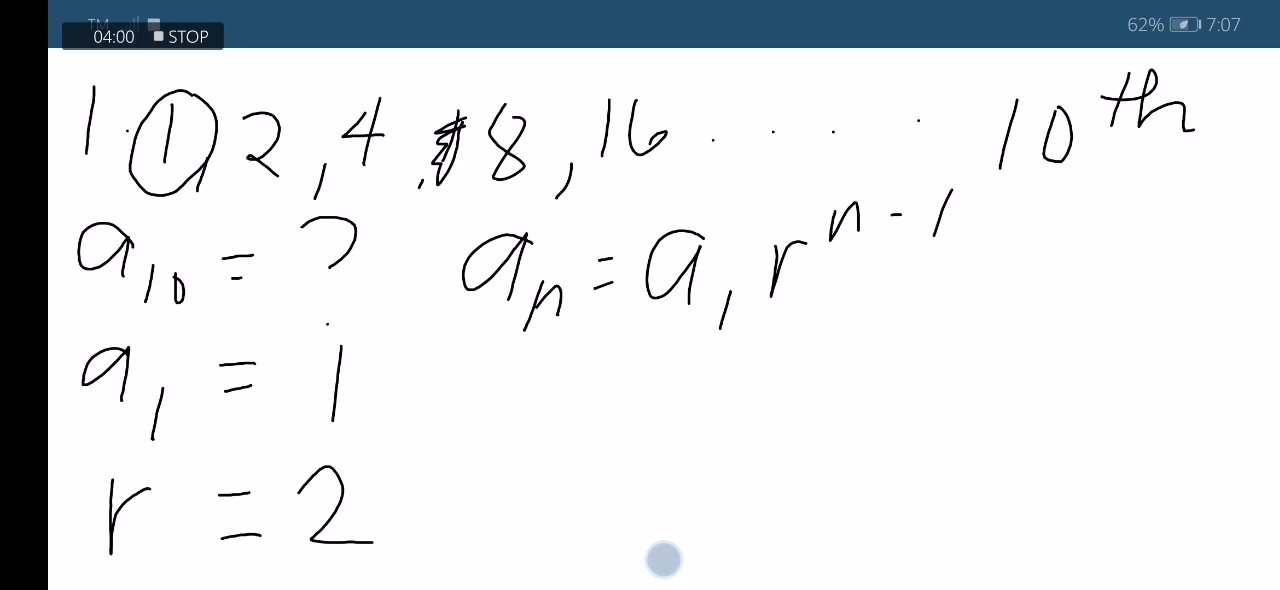 TM 62% 7:07
04:00 STOP
1. 1, 2, 4, 8, 16 . . . . 10th
a10 = ? an = a1 r^n-1
a1 = 1
r = 2